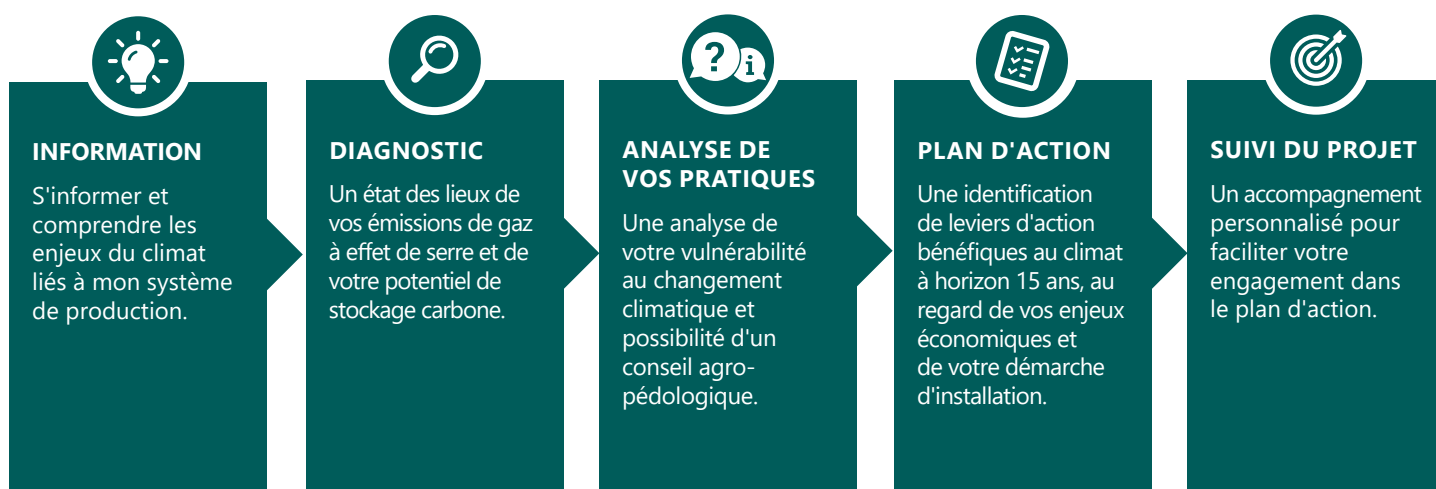 INFORMATION
S'informer et
comprendre les
enjeux du climat
liés à mon système
de production.
DIAGNOSTIC
Un état des lieux de
vos émissions de gaz
à effet de serre et de
votre potentiel de
stockage carbone.
ANALYSE DE
VOS PRATIQUES
Une analyse de
votre vulnérabilité
au changement
climatique et
possibilité d'un
conseil agro-
pédologique.
PLAN D'ACTION
Une identification
de leviers d'action
bénéfiques au climat
à horizon 15 ans, au
regard de vos enjeux
économiques et
de votre démarche
d'installation.
SUIVI DU PROJET
Un accompagnement
personnalisé pour
faciliter votre
engagement dans
le plan d'action.